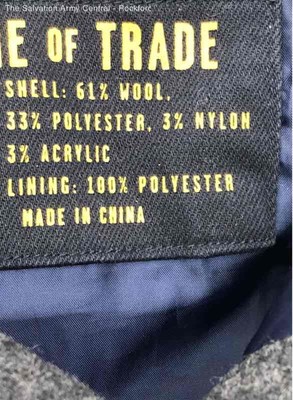 The Salvation Army Central - Rockford
E OF TRADE
SHELL: 61% WOOL,
33% POLYESTER, 3% NYLON
3% ACRYLIC
LINING: 100% POLYESTER
MADE IN CHINA